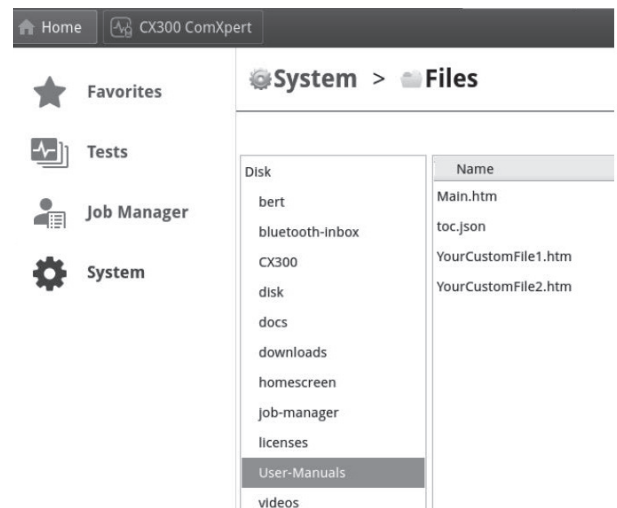 Home CX300 ComXpert
Favorites
Tests
Job Manager
System
System > Files
Disk
bert
bluetooth-inbox
CX300
disk
docs
downloads
homescreen
job-manager
licenses
User-Manuals
videos
Name
Main.htm
toc.json
YourCustomFile1.htm
YourCustomFile2.htm